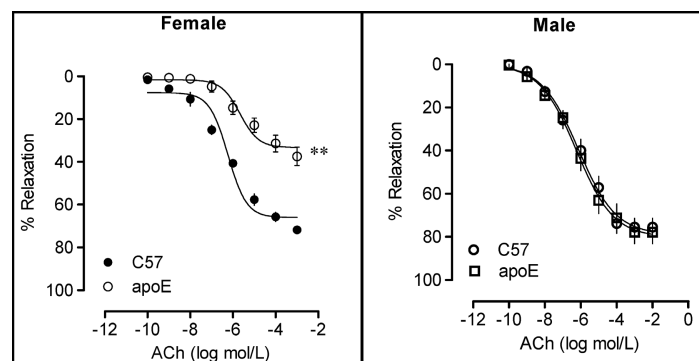 Female
0
20
40
60
80
100
% Relaxation
**
C57
apoE
-12 -10 -8 -6 -4 -2
ACh (log mol/L)
Male
0
20
40
60
80
100
% Relaxation
C57
apoE
-12 -10 -8 -6 -4 -2 0
ACh (log mol/L)